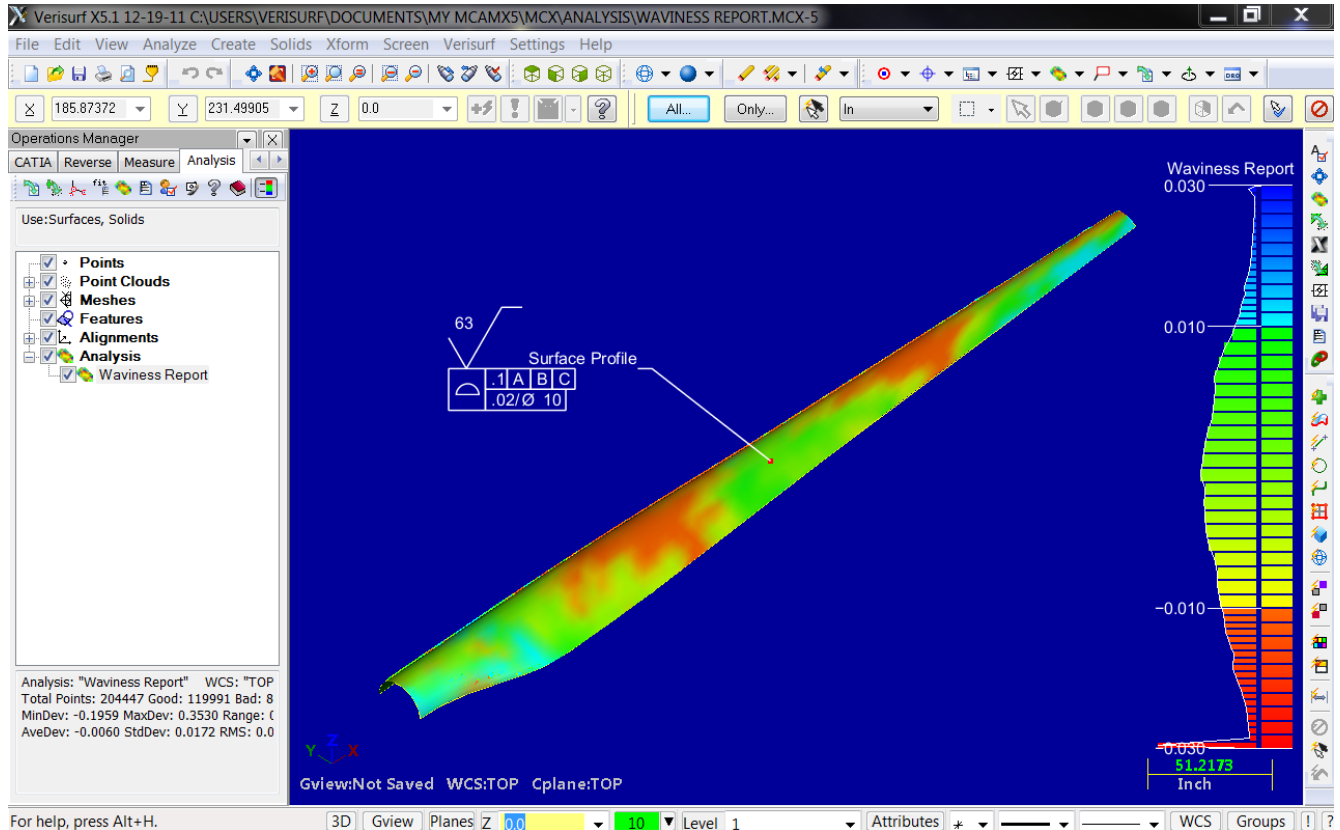 Verisurf X5.1 12-19-11 C:\USERS\VERISURF\DOCUMENTS\MY MCAMX5\MCX\ANALYSIS\WAVINESS REPORT.MCX-5
File Edit View Analyze Create Solids Xform Screen Verisurf Settings Help
X 185.87372 Y 231.49905 Z 0.0 All... Only... In
Operations Manager
CATIA Reverse Measure Analysis
Use:Surfaces, Solids
Points
Point Clouds
Meshes
Features
Alignments
Analysis
Waviness Report
Analysis: "Waviness Report" WCS: "TOP
Total Points: 204447 Good: 119991 Bad: 8
MinDev: -0.1959 MaxDev: 0.3530 Range: (
AveDev: -0.0060 StdDev: 0.0172 RMS: 0.0
63
Surface Profile
.1 A B C
.02/Ø 10
Waviness Report
0.030
0.010
-0.010
-0.030
51.2173
Inch
Y Z X
Gview:Not Saved WCS:TOP Cplane:TOP
For help, press Alt+H. 3D Gview Planes Z 0.0 10 Level 1 Attributes WCS Groups ! ?